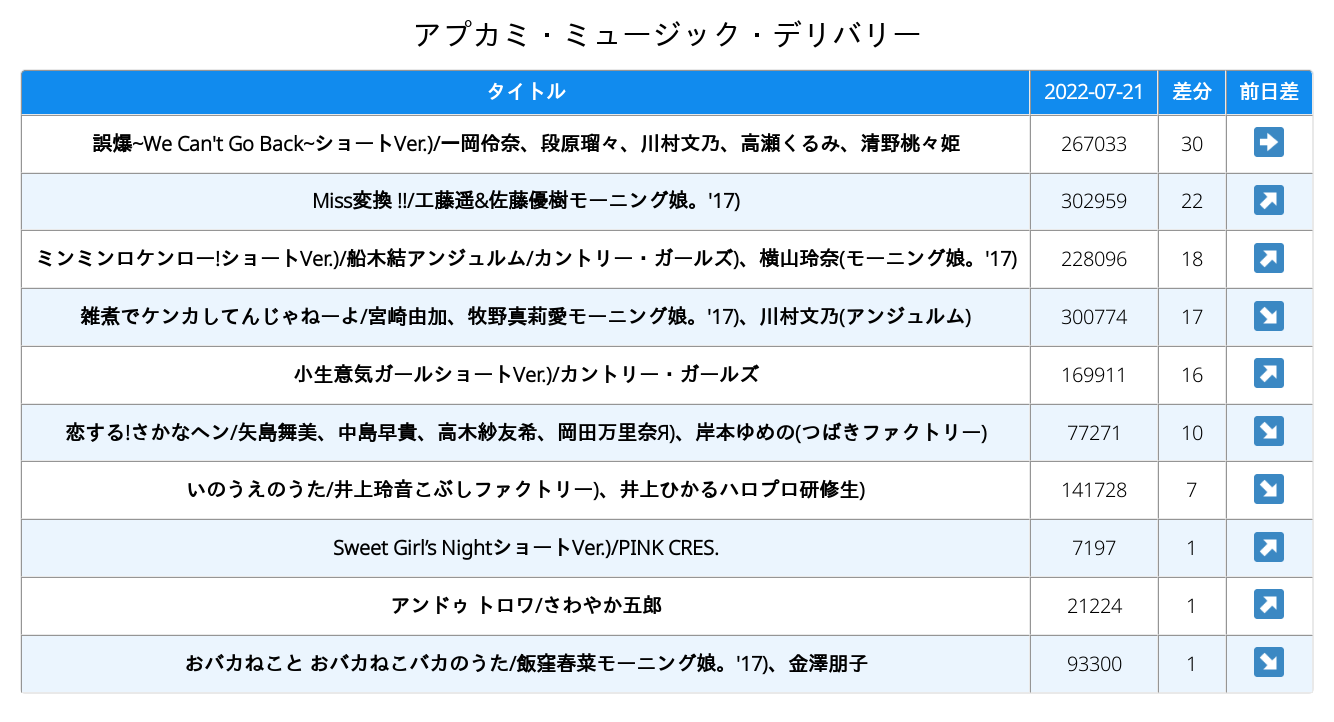 アプカミ・ミュージック・デリバリー
タイトル 2022-07-21 差分 前日差
誤爆~We Can't Go Back~ショートVer.)/一岡伶奈、段原瑠々、川村文乃、高瀬くるみ、清野桃々姫 267033 30 ➡
Miss変換 !!/工藤遥&佐藤優樹モーニング娘。'17) 302959 22 ↗
ミンミンロケンロー!ショートVer.)/船木結アンジュルム/カントリー・ガールズ)、横山玲奈(モーニング娘。'17) 228096 18 ↗
雑煮でケンカしてんじゃねーよ/宮崎由加、牧野真莉愛モーニング娘。'17)、川村文乃(アンジュルム) 300774 17 ↘
小生意気ガールショートVer.)/カントリー・ガールズ 169911 16 ↗
恋する!さかなヘン/矢島舞美、中島早貴、高木紗友希、岡田万里奈Я)、岸本ゆめの(つばきファクトリー) 77271 10 ↘
いのうえのうた/井上玲音こぶしファクトリー)、井上ひかるハロプロ研修生) 141728 7 ↘
Sweet Girl’s NightショートVer.)/PINK CRES. 7197 1 ↗
アンドゥ トロワ/さわやか五郎 21224 1 ↗
おバカねこと おバカねこバカのうた/飯窪春菜モーニング娘。'17)、金澤朋子 93300 1 ↘